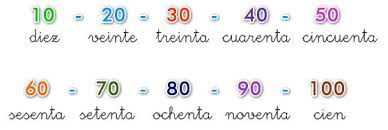 10 - 20 - 30 - 40 - 50
diez veinte treinta cuarenta cincuenta
60 - 70 - 80 - 90 - 100
sesenta setenta ochenta noventa cien